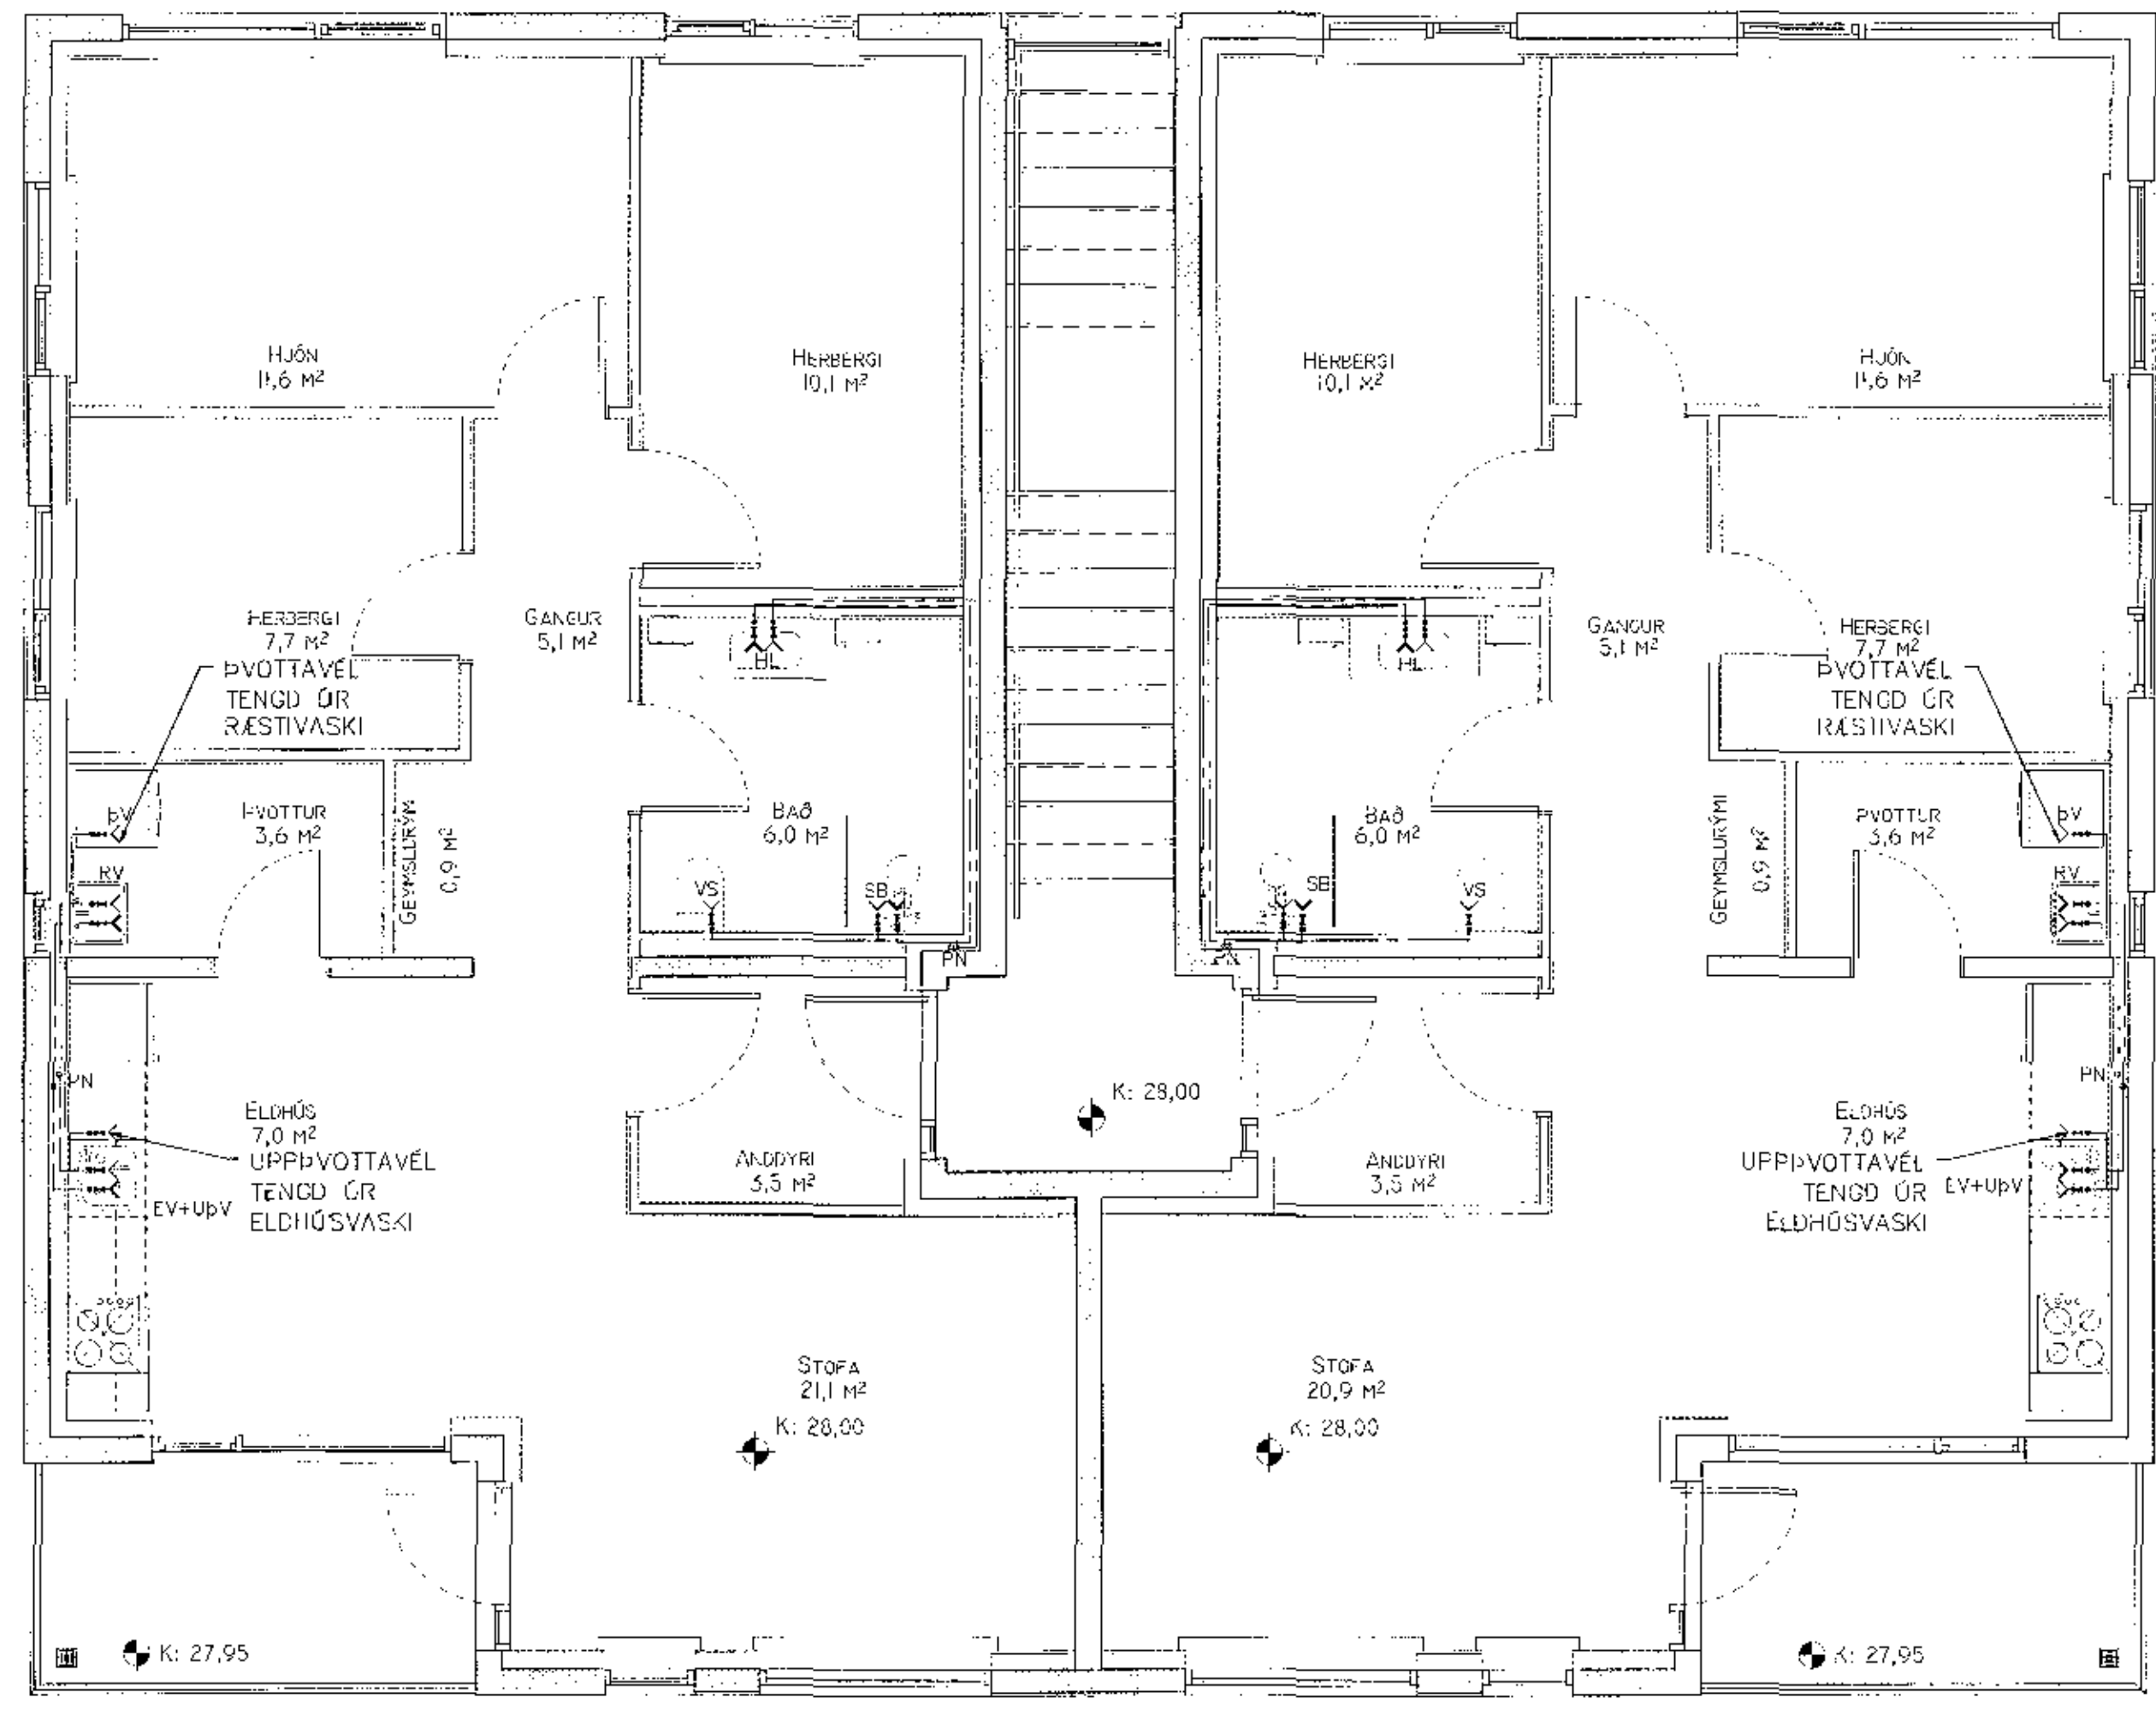 HJÓN
11,6 M²
HERBERGI
10,1 M²
HERBERGI
10,1 M²
HJÓN
11,6 M²
HERBERGI
7,7 M²
ÞVOTTAVÉL
TENGD ÚR
RÆSTIVASKI
GANGUR
5,1 M²
HL
HL
GANGUR
5,1 M²
HERBERGI
7,7 M²
ÞVOTTAVÉL
TENGD ÚR
RÆSTIVASKI
ÞV
RV
ÞVOTTUR
3,6 M²
GEYMSLURÝMI
0,9 M²
BAÐ
6,0 M²
VS
SB
PN
BAÐ
6,0 M²
SB
VS
PN
GEYMSLURÝMI
0,9 M²
ÞVOTTUR
3,6 M²
ÞV
RV
PN
ELDHÚS
7,0 M²
UPPÞVOTTAVÉL
TENGD ÚR
ELDHÚSVASKI
EV+UÞV
ANDDYRI
3,5 M²
K: 28,00
ANDDYRI
3,5 M²
PN
ELDHÚS
7,0 M²
UPPÞVOTTAVÉL
TENGD ÚR
ELDHÚSVASKI
EV+UÞV
STOFA
21,1 M²
K: 28,00
STOFA
20,9 M²
K: 28,00
K: 27,95
K: 27,95